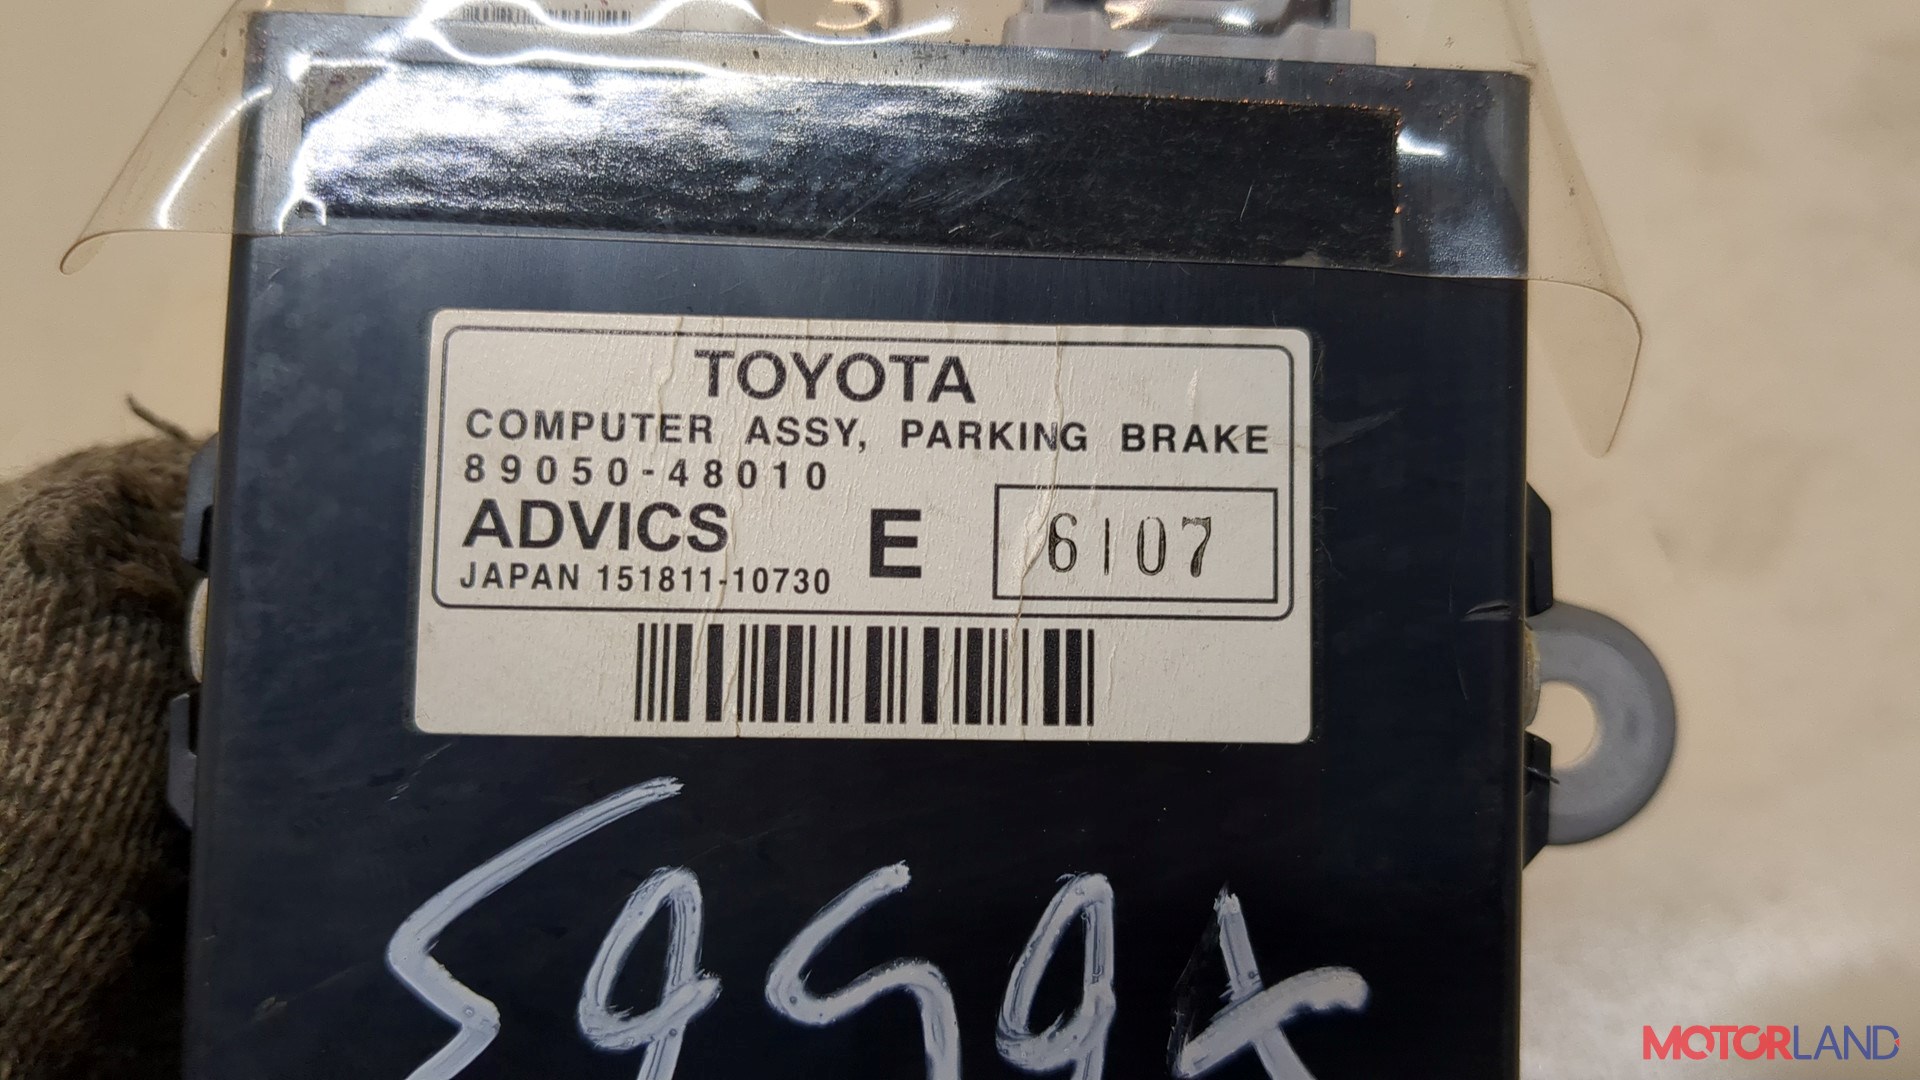 TOYOTA
COMPUTER ASSY, PARKING BRAKE
89050-48010
ADVICS E 6107
JAPAN 151811-10730
MOTORLAND